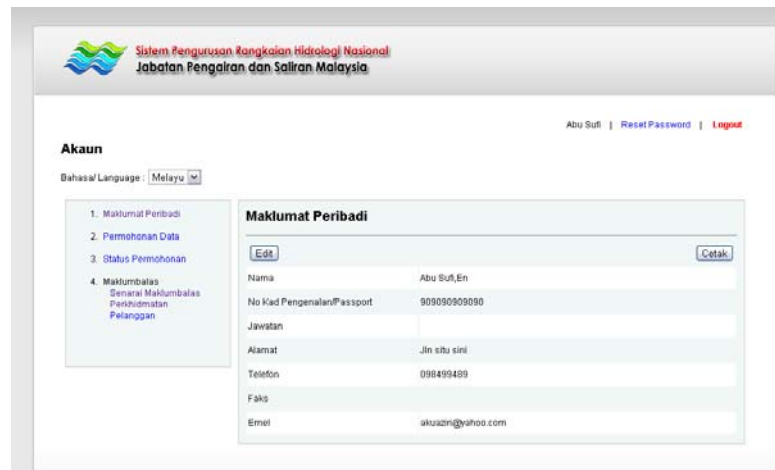 Sistem Pengurusan Rangkaian Hidrologi Nasional
Jabatan Pengairan dan Saliran Malaysia
Abu Sufi | Reset Password | Logout
Akaun
Bahasa/Language : Melayu
1. Maklumat Peribadi
2. Permohonan Data
3. Status Permohonan
4. Maklumbalas
Senarai Maklumbalas
Perkhidmatan
Pelanggan
Maklumat Peribadi
Edit Cetak
Nama Abu Sufi,En
No Kad Pengenalan/Passport 909090909090
Jawatan
Alamat Jln situ sini
Telefon 098499489
Faks
Emel akuaziri@yahoo.com